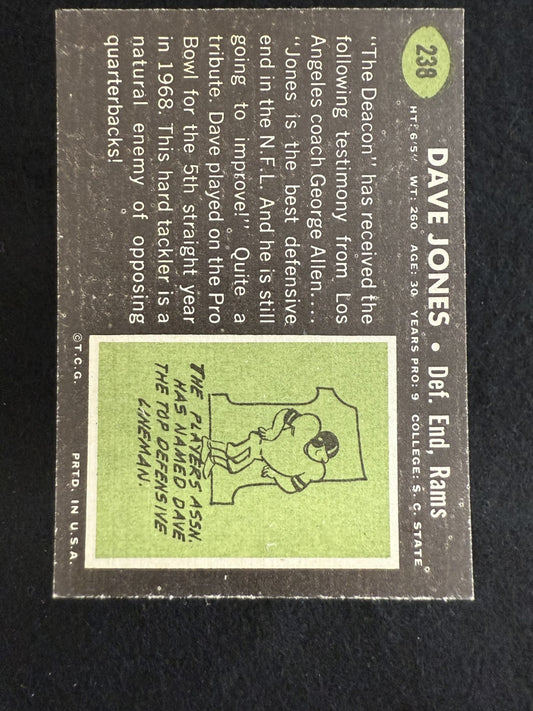 238
DAVE JONES • Def. End, Rams
HT: 6'5" WT: 260 AGE: 30 YEARS PRO: 9 COLLEGE: S. C. STATE
"The Deacon" has received the
following testimony from Los
Angeles coach George Allen....
"Jones is the best defensive
end in the N.F.L. And he is still
going to improve!" Quite a
tribute. Dave played on the Pro
Bowl for the 5th straight year
in 1968. This hard tackler is a
natural enemy of opposing
quarterbacks!
1
THE PLAYERS ASSN.
HAS NAMED DAVE
THE TOP DEFENSIVE
LINEMAN.
©T.C.G.
PRTD. IN U.S.A.